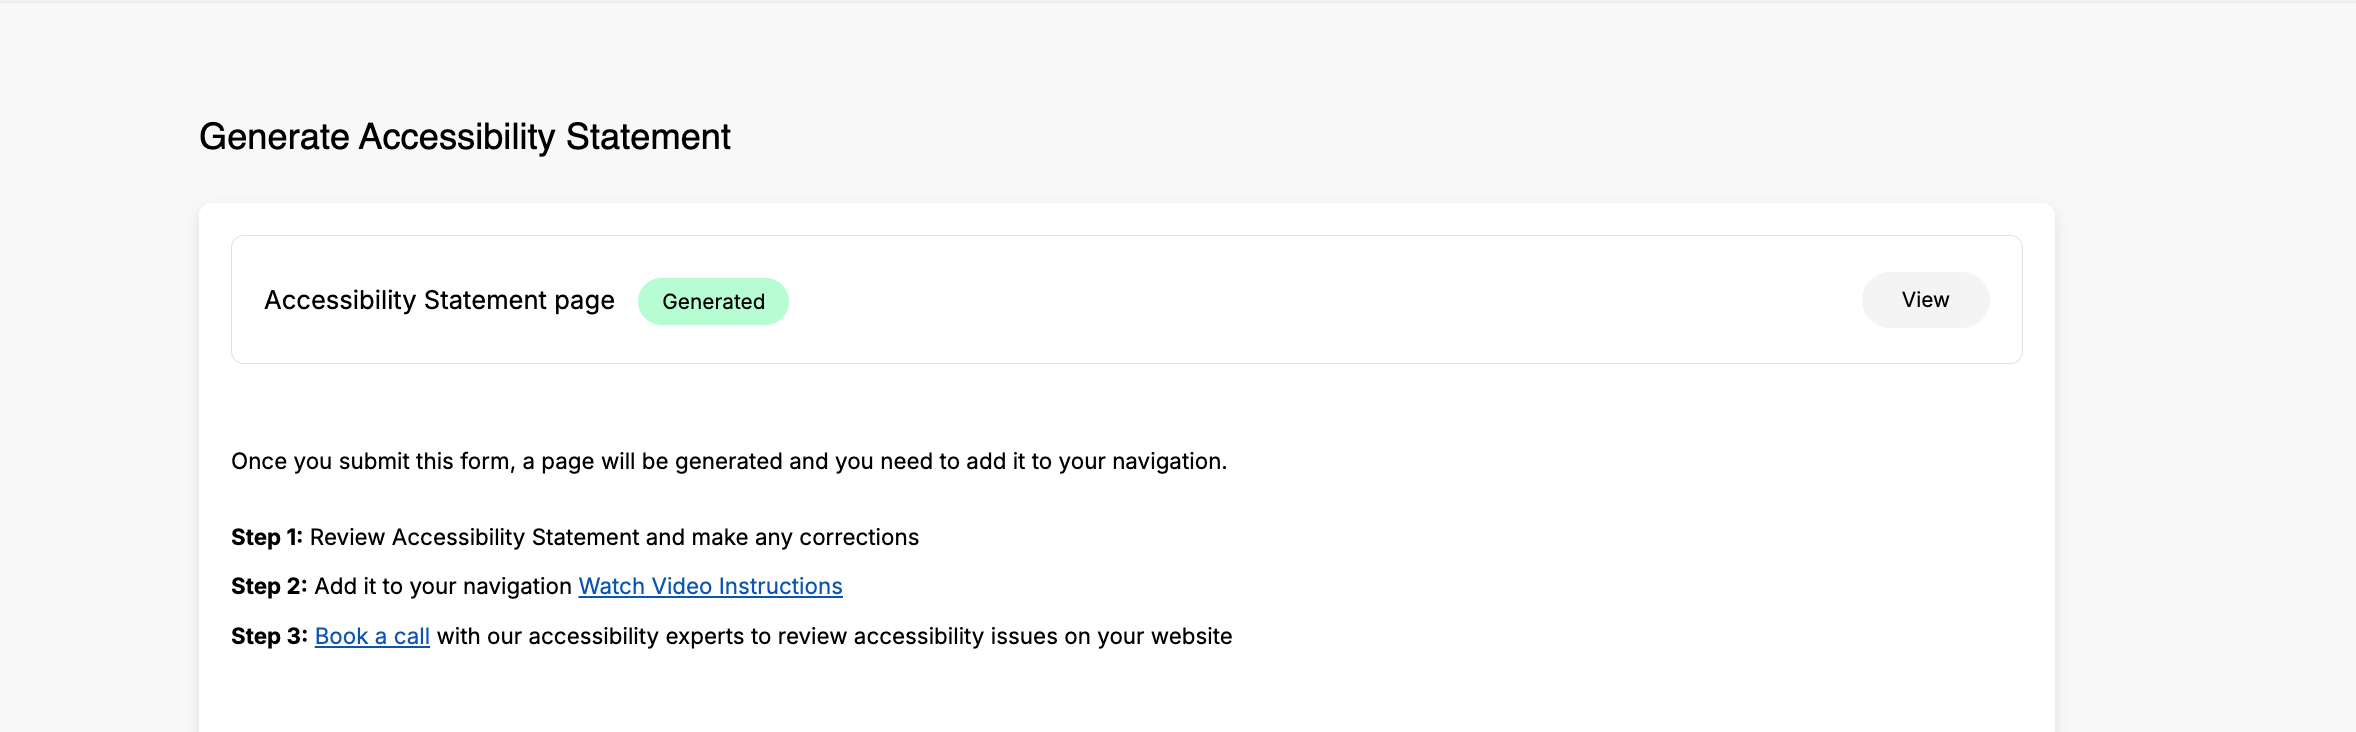 Generate Accessibility Statement
Accessibility Statement page
Generated
View
Once you submit this form, a page will be generated and you need to add it to your navigation.
Step 1: Review Accessibility Statement and make any corrections
Step 2: Add it to your navigation Watch Video Instructions
Step 3: Book a call with our accessibility experts to review accessibility issues on your website